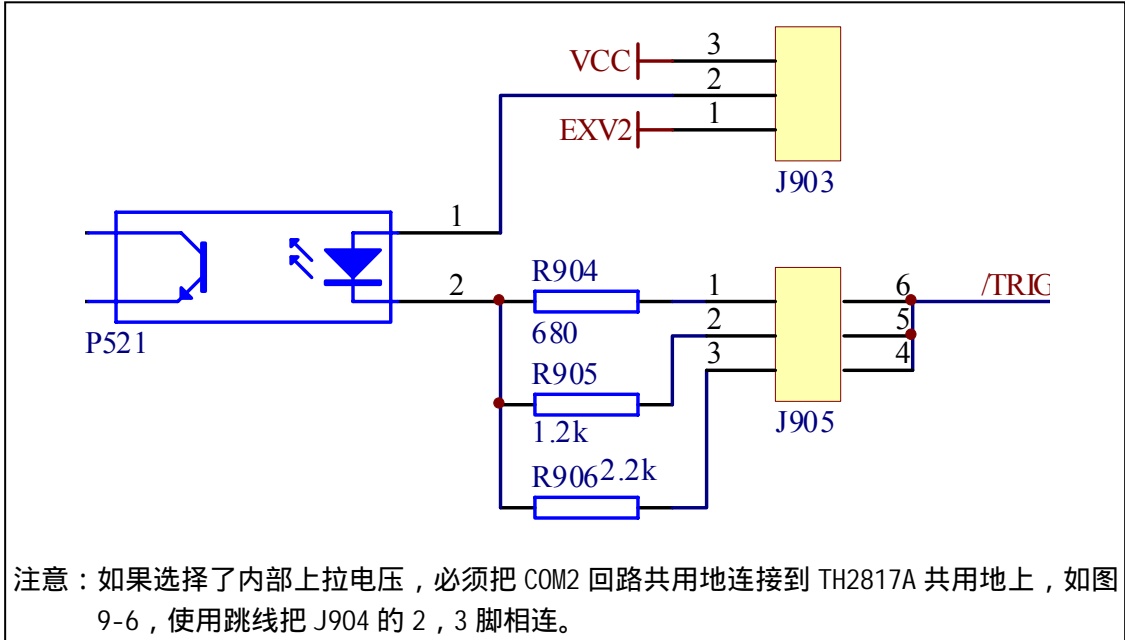 VCC
3
2
EXV2
1
J903
1
2
P521
R904
680
R905
1.2k
R906 2.2k
1
2
3
6
5
4
/TRIG
J905
注意：如果选择了内部上拉电压，必须把 COM2 回路共用地连接到 TH2817A 共用地上，如图
9-6，使用跳线把 J904 的 2，3 脚相连。